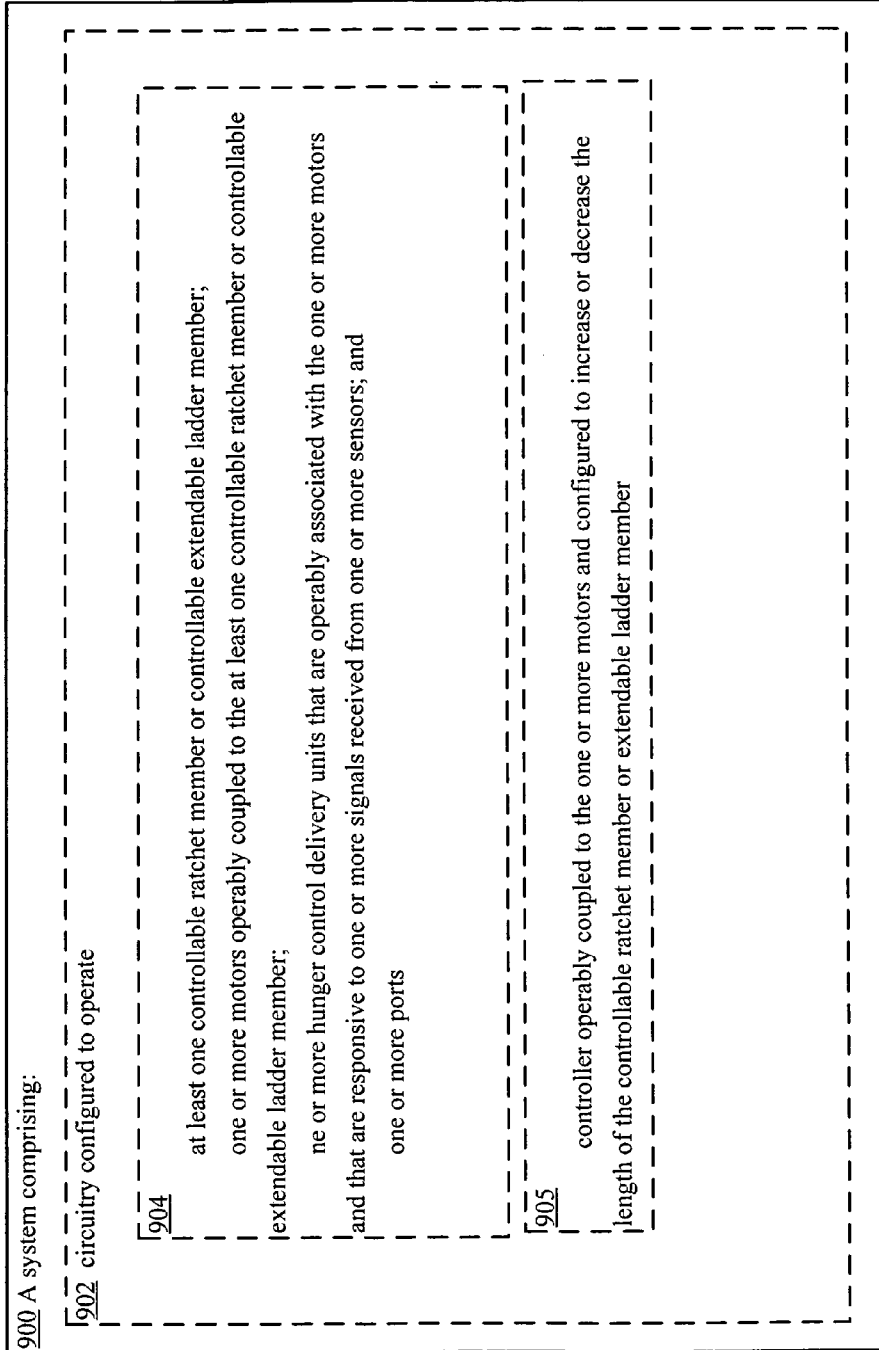 900 A system comprising:
902 circuitry configured to operate
904
at least one controllable ratchet member or controllable extendable ladder member;
one or more motors operably coupled to the at least one controllable ratchet member or controllable
extendable ladder member;
ne or more hunger control delivery units that are operably associated with the one or more motors
and that are responsive to one or more signals received from one or more sensors; and
one or more ports
905
controller operably coupled to the one or more motors and configured to increase or decrease the
length of the controllable ratchet member or extendable ladder member